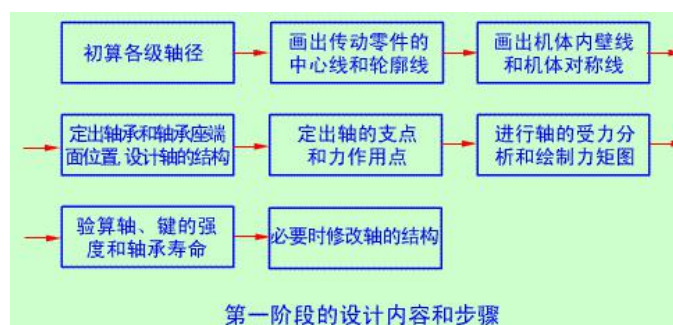 初算各级轴径
画出传动零件的
中心线和轮廓线
画出机体内壁线
和机体对称线
定出轴承和轴承座端
面位置,设计轴的结构
定出轴的支点
和力作用点
进行轴的受力分
析和绘制力矩图
验算轴、键的强
度和轴承寿命
必要时修改轴的结构
第一阶段的设计内容和步骤